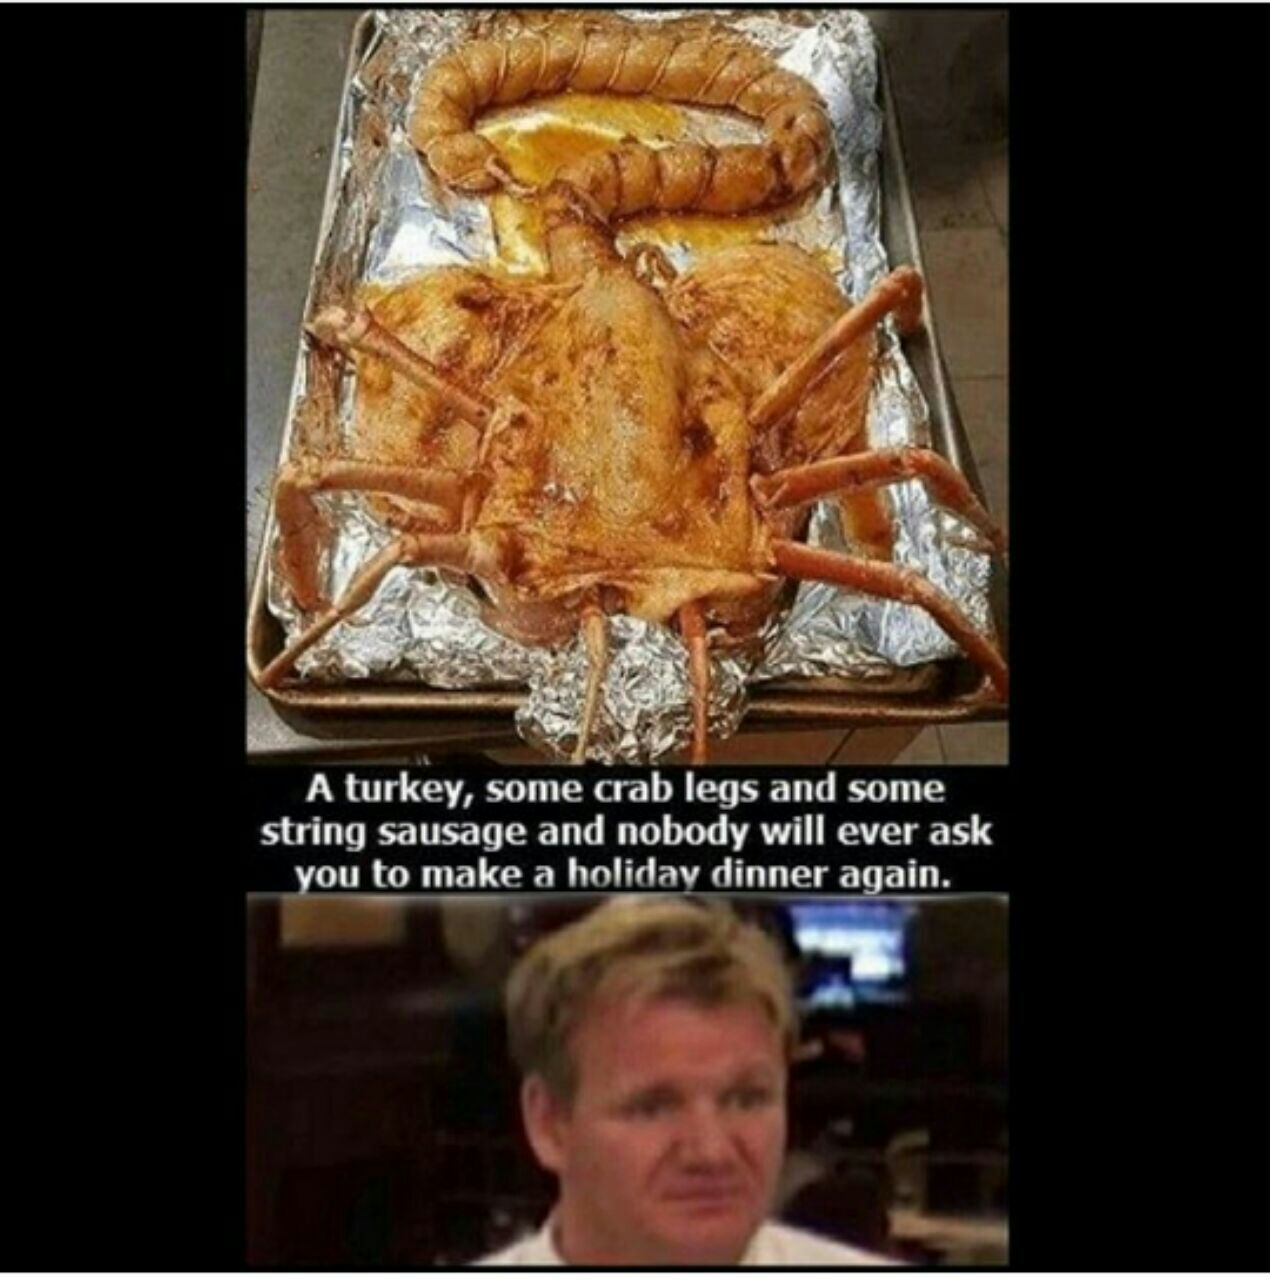 A turkey, some crab legs and some
string sausage and nobody will ever ask
you to make a holiday dinner again.